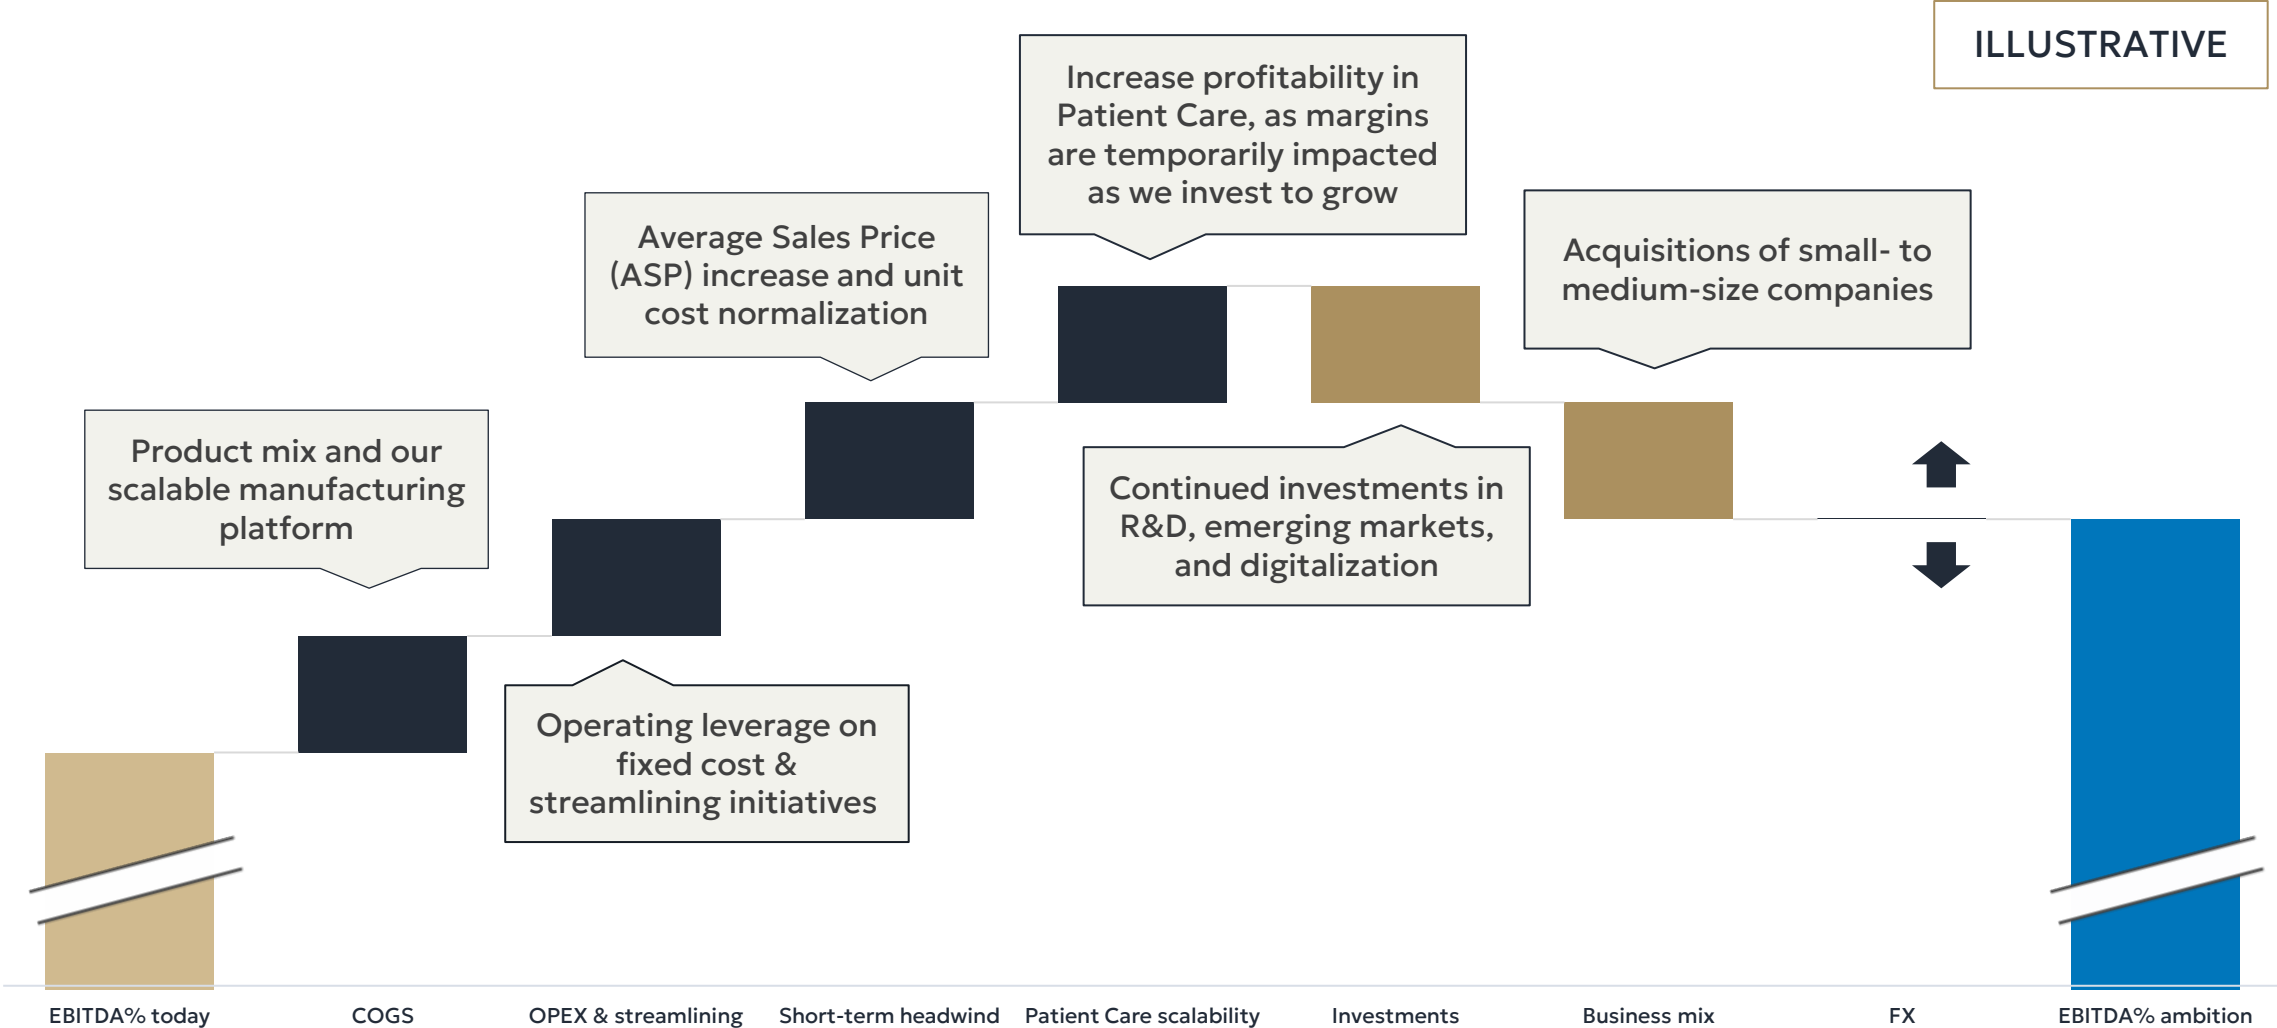 ILLUSTRATIVE
Increase profitability in
Patient Care, as margins
are temporarily impacted
as we invest to grow
Average Sales Price
(ASP) increase and unit
cost normalization
Acquisitions of small- to
medium-size companies
Product mix and our
scalable manufacturing
platform
Continued investments in
R&D, emerging markets,
and digitalization
Operating leverage on
fixed cost &
streamlining initiatives
EBITDA% today
COGS
OPEX & streamlining
Short-term headwind
Patient Care scalability
Investments
Business mix
FX
EBITDA% ambition